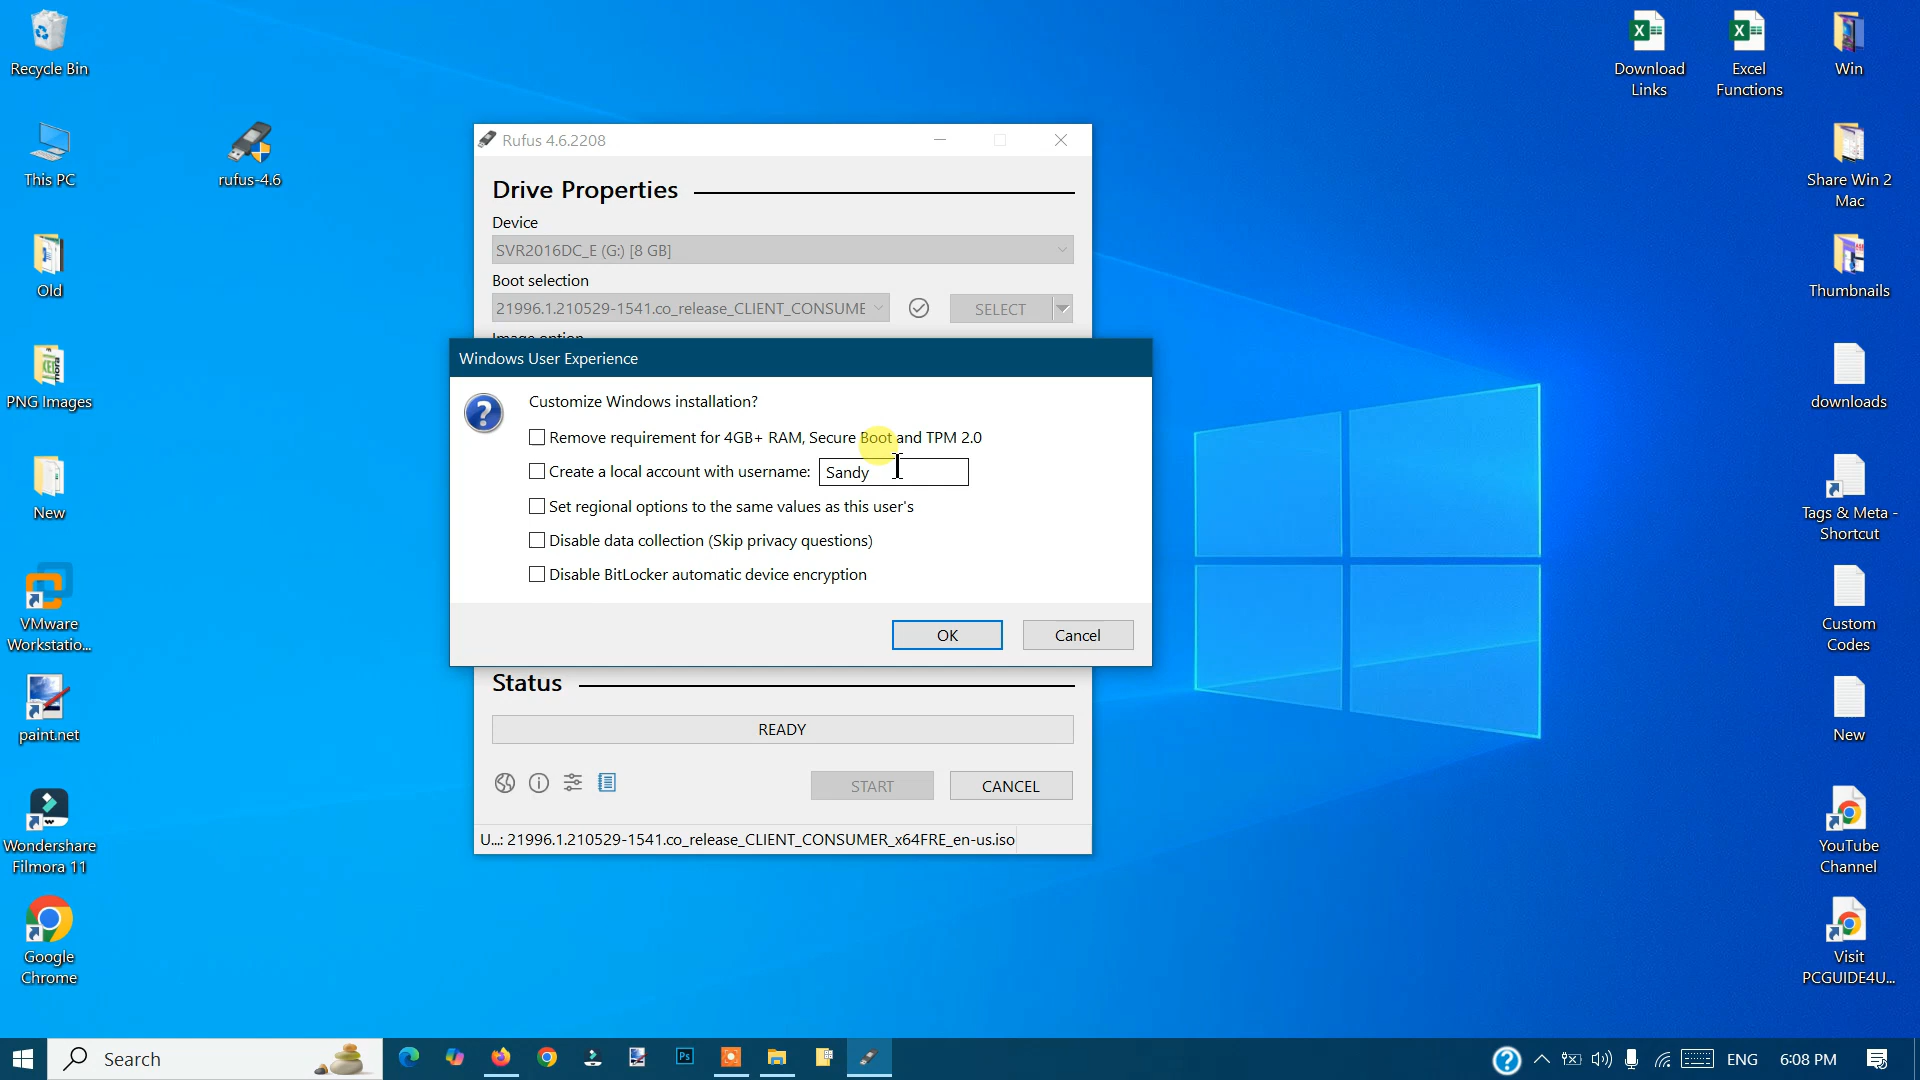 Recycle Bin
This PC
Old
PNG Images
New
VMware
Workstatio...
paint.net
Wondershare
Filmora 11
Google
Chrome
rufus-4.6
Rufus 4.6.2208
Drive Properties
Device
SVR2016DC_E (G:) [8 GB]
Boot selection
21996.1.210529-1541.co_release_CLIENT_CONSUME
SELECT
Image option
Windows User Experience
Customize Windows installation?
Remove requirement for 4GB+ RAM, Secure Boot and TPM 2.0
Create a local account with username: Sandy
Set regional options to the same values as this user's
Disable data collection (Skip privacy questions)
Disable BitLocker automatic device encryption
OK
Cancel
Status
READY
START
CANCEL
U...: 21996.1.210529-1541.co_release_CLIENT_CONSUMER_x64FRE_en-us.iso
Download
Links
Excel
Functions
Win
Share Win 2
Mac
Thumbnails
downloads
Tags & Meta -
Shortcut
Custom
Codes
New
YouTube
Channel
Visit
PCGUIDE4U...
Search
Ps
ENG
6:08 PM